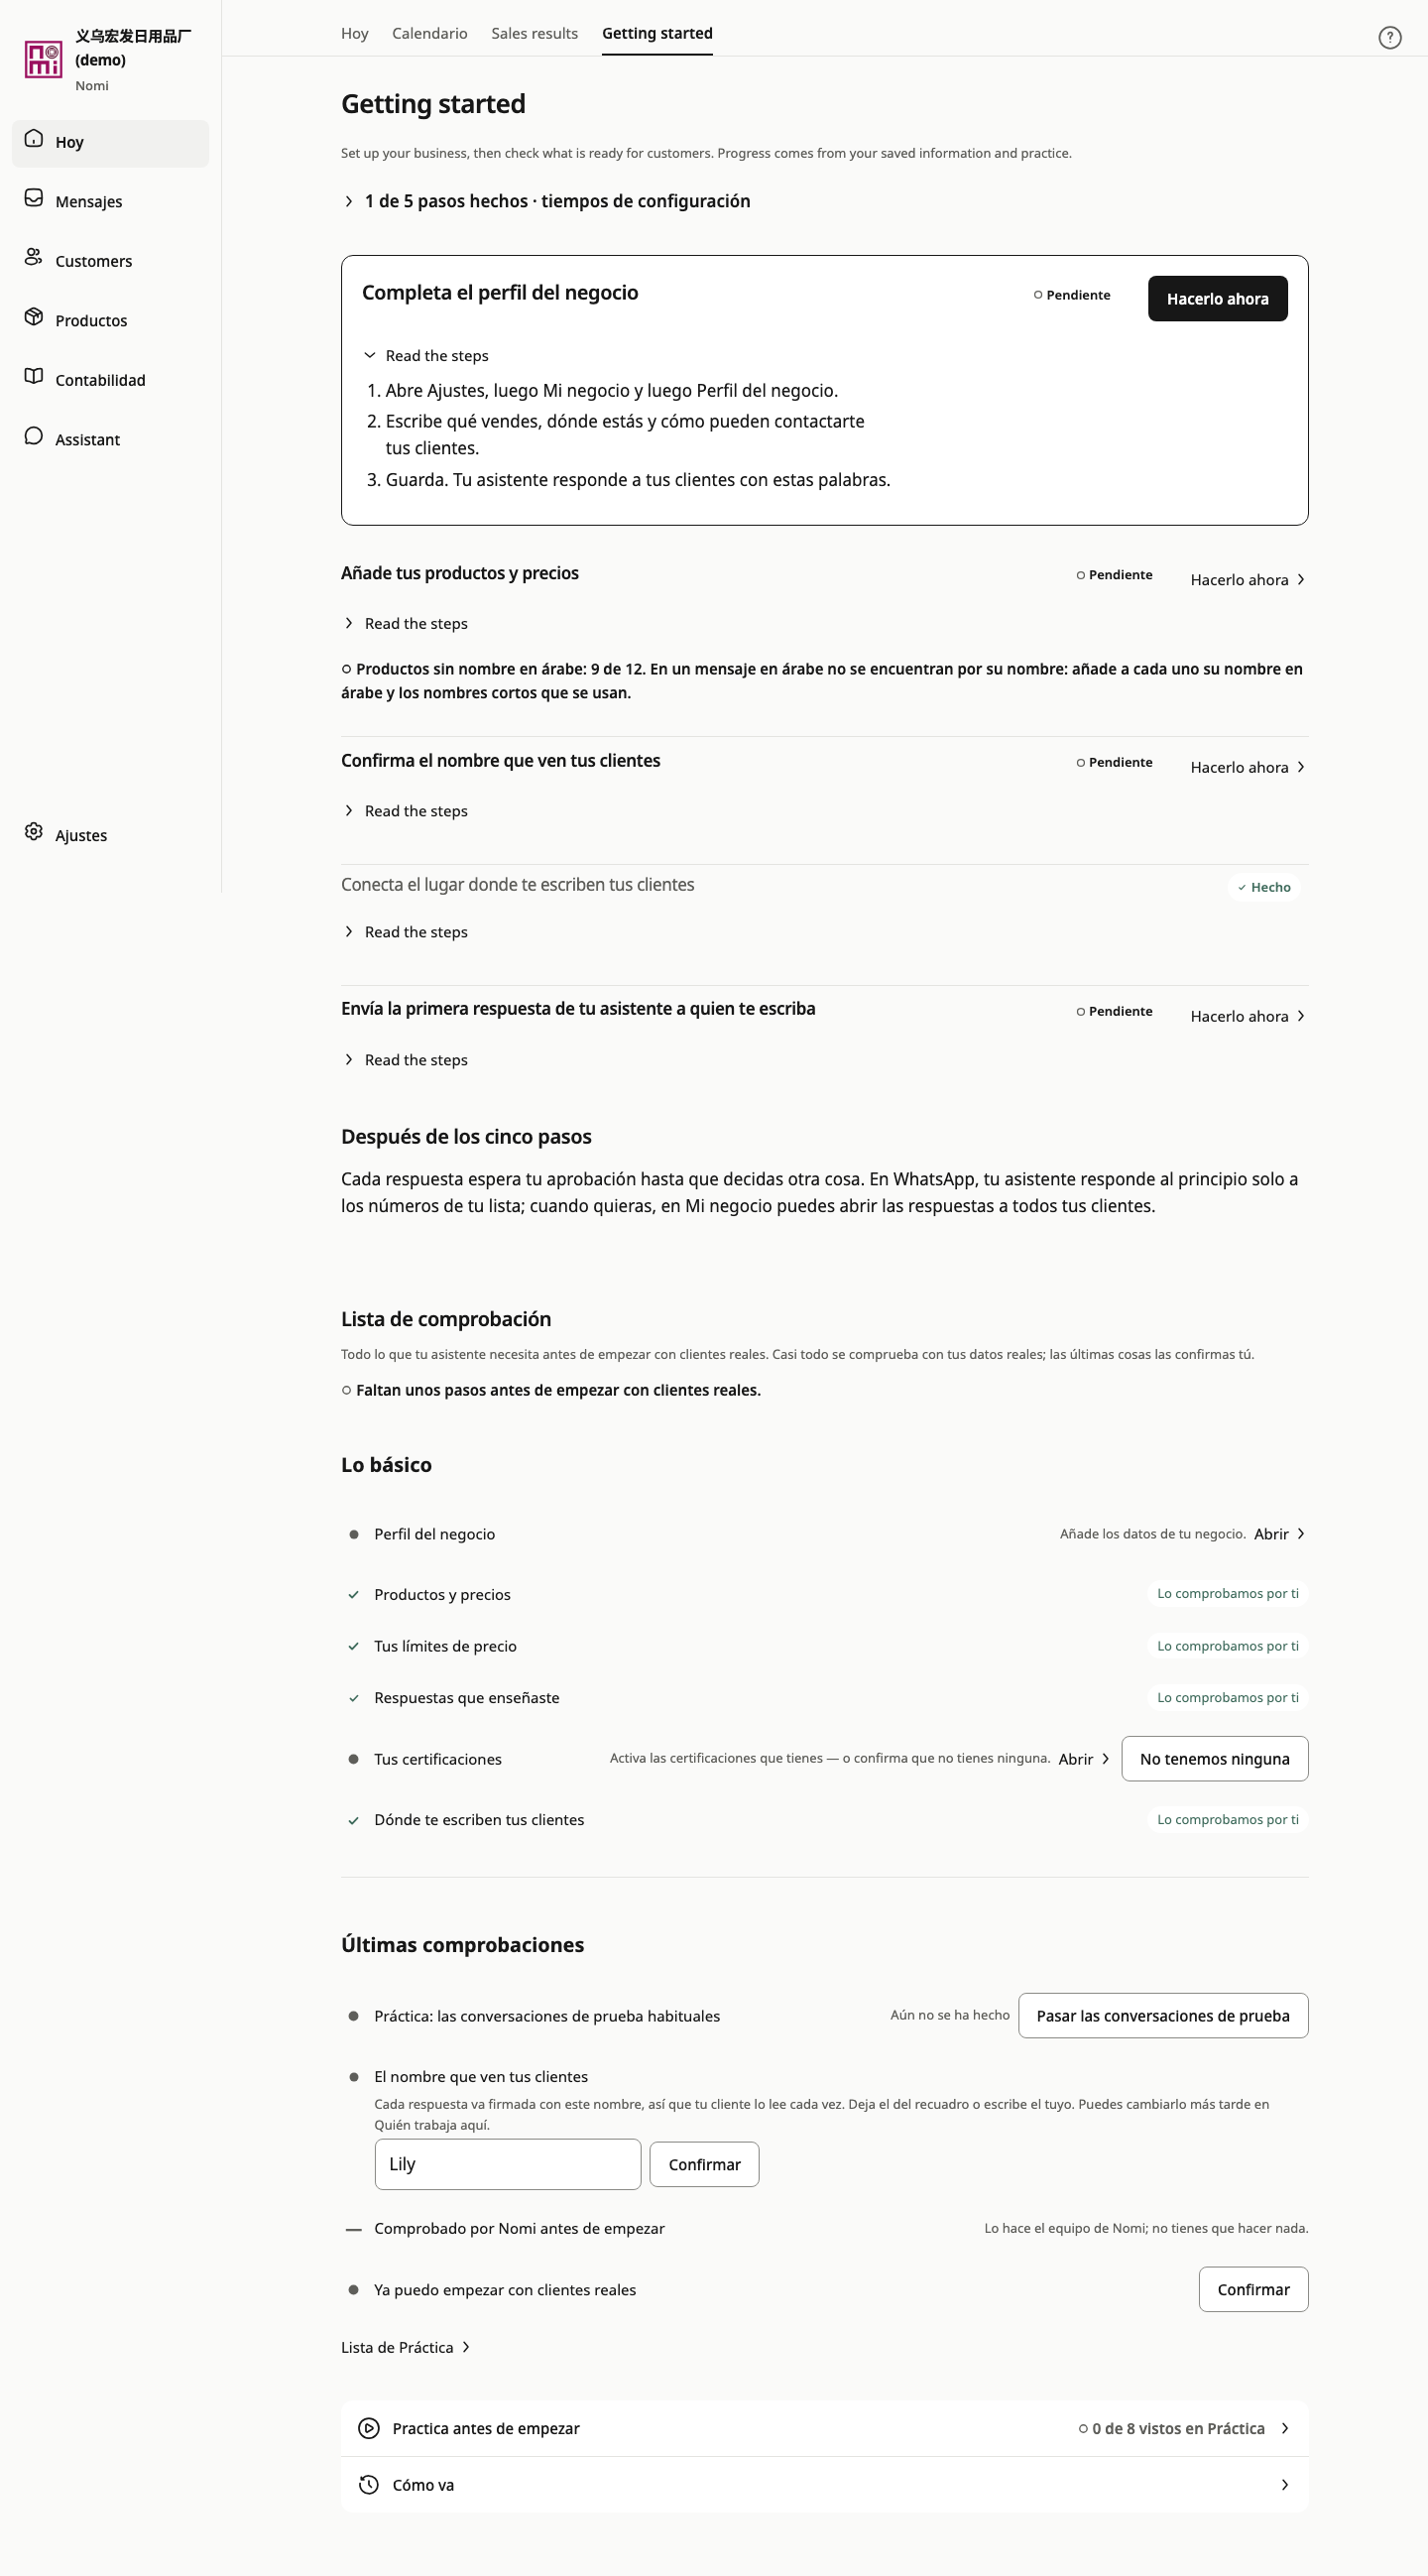 义乌宏发日用品厂
(demo)
Nomi
Hoy
Mensajes
Customers
Productos
Contabilidad
Assistant
Ajustes
Hoy Calendario Sales results Getting started
Getting started
Set up your business, then check what is ready for customers. Progress comes from your saved information and practice.
1 de 5 pasos hechos · tiempos de configuración
Completa el perfil del negocio Pendiente Hacerlo ahora
Read the steps
1. Abre Ajustes, luego Mi negocio y luego Perfil del negocio.
2. Escribe qué vendes, dónde estás y cómo pueden contactarte
tus clientes.
3. Guarda. Tu asistente responde a tus clientes con estas palabras.
Añade tus productos y precios Pendiente Hacerlo ahora
Read the steps
Productos sin nombre en árabe: 9 de 12. En un mensaje en árabe no se encuentran por su nombre: añade a cada uno su nombre en
árabe y los nombres cortos que se usan.
Confirma el nombre que ven tus clientes Pendiente Hacerlo ahora
Read the steps
Conecta el lugar donde te escriben tus clientes Hecho
Read the steps
Envía la primera respuesta de tu asistente a quien te escriba Pendiente Hacerlo ahora
Read the steps
Después de los cinco pasos
Cada respuesta espera tu aprobación hasta que decidas otra cosa. En WhatsApp, tu asistente responde al principio solo a
los números de tu lista; cuando quieras, en Mi negocio puedes abrir las respuestas a todos tus clientes.
Lista de comprobación
Todo lo que tu asistente necesita antes de empezar con clientes reales. Casi todo se comprueba con tus datos reales; las últimas cosas las confirmas tú.
Faltan unos pasos antes de empezar con clientes reales.
Lo básico
Perfil del negocio Añade los datos de tu negocio. Abrir
Productos y precios Lo comprobamos por ti
Tus límites de precio Lo comprobamos por ti
Respuestas que enseñaste Lo comprobamos por ti
Tus certificaciones Activa las certificaciones que tienes — o confirma que no tienes ninguna. Abrir No tenemos ninguna
Dónde te escriben tus clientes Lo comprobamos por ti
Últimas comprobaciones
Práctica: las conversaciones de prueba habituales Aún no se ha hecho Pasar las conversaciones de prueba
El nombre que ven tus clientes
Cada respuesta va firmada con este nombre, así que tu cliente lo lee cada vez. Deja el del recuadro o escribe el tuyo. Puedes cambiarlo más tarde en
Quién trabaja aquí.
Lily Confirmar
Comprobado por Nomi antes de empezar Lo hace el equipo de Nomi; no tienes que hacer nada.
Ya puedo empezar con clientes reales Confirmar
Lista de Práctica
Practica antes de empezar 0 de 8 vistos en Práctica
Cómo va